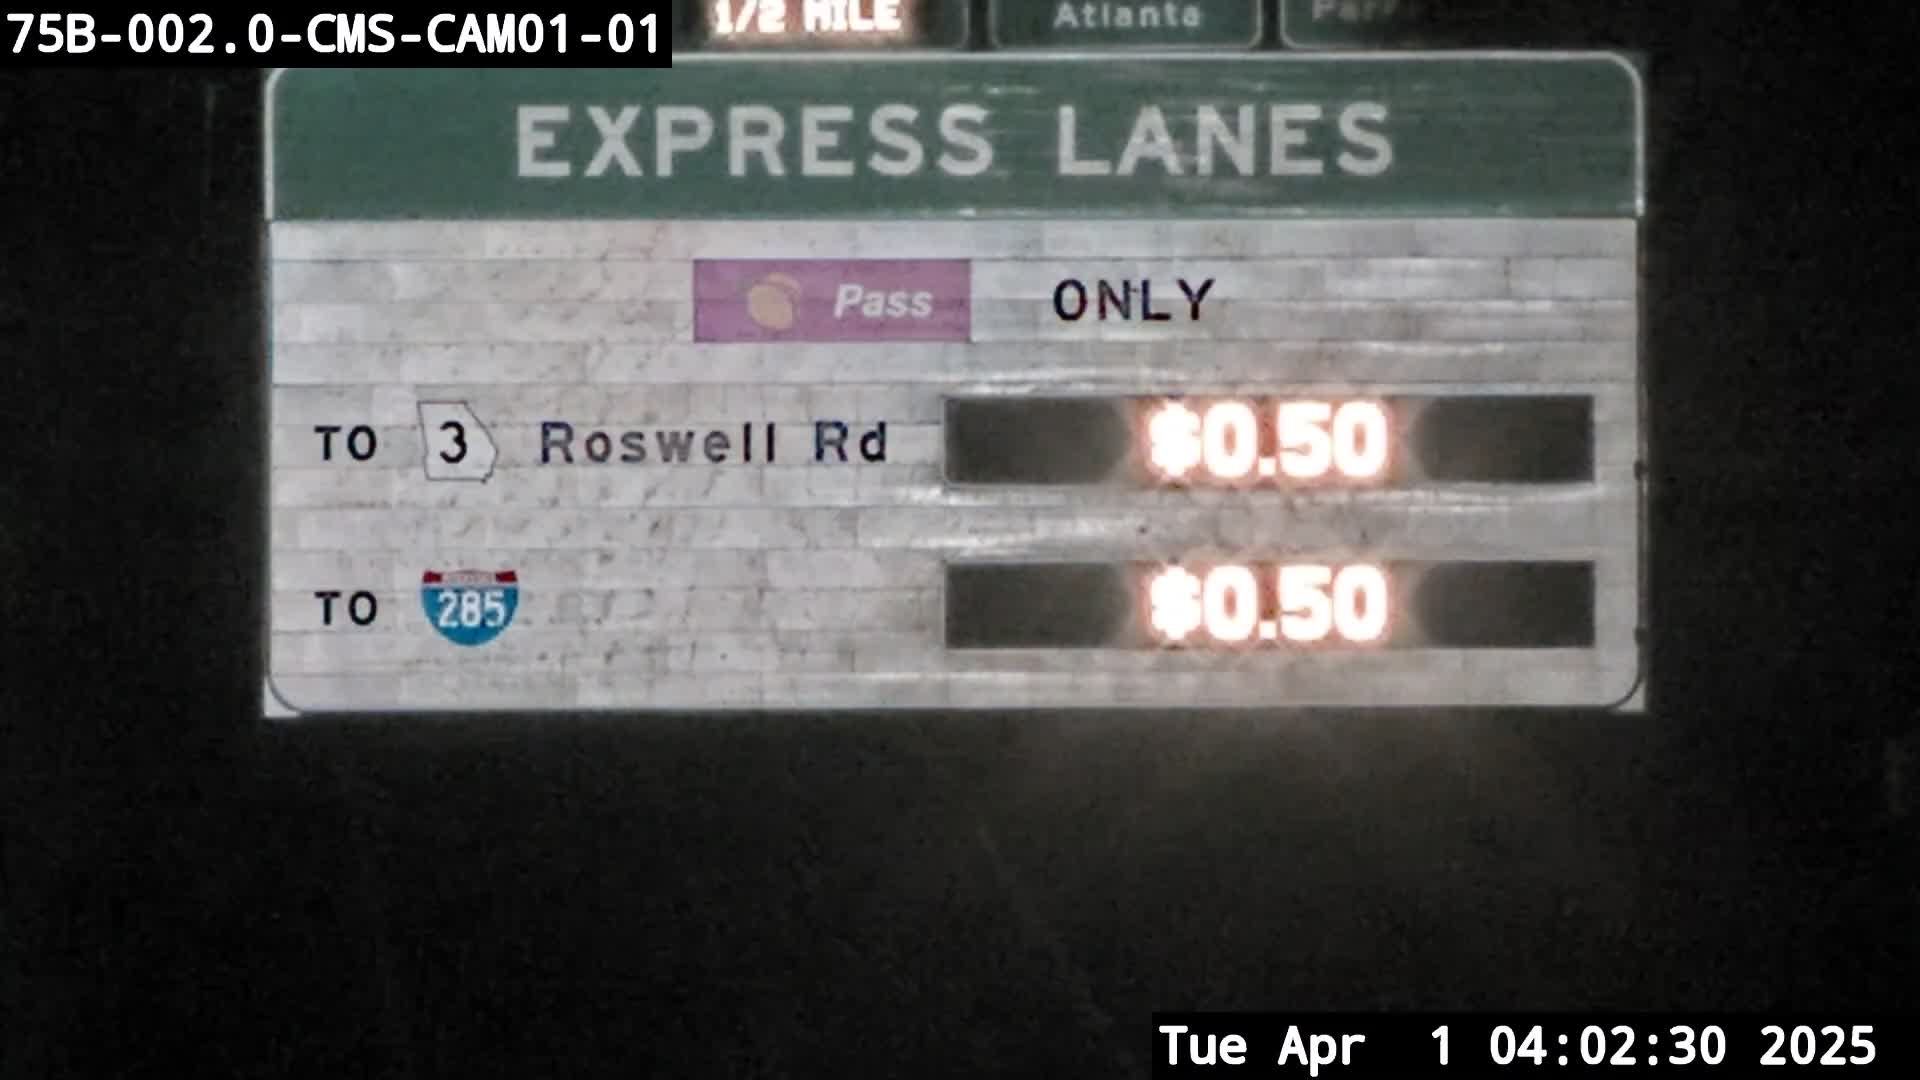 75B-002.0-CMS-CAM01-01
1/2 MILE
Atlanta
EXPRESS LANES
Pass ONLY
TO 3 Roswell Rd $0.50
TO 285 $0.50
Tue Apr 1 04:02:30 2025